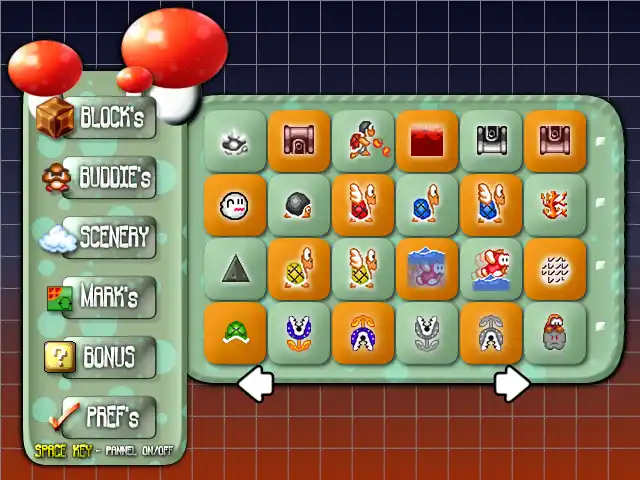 BLOCK's
BUDDIE's
SCENERY
MARK's
?
BONUS
PREF's
SPACE KEY - PANNEL ON/OFF